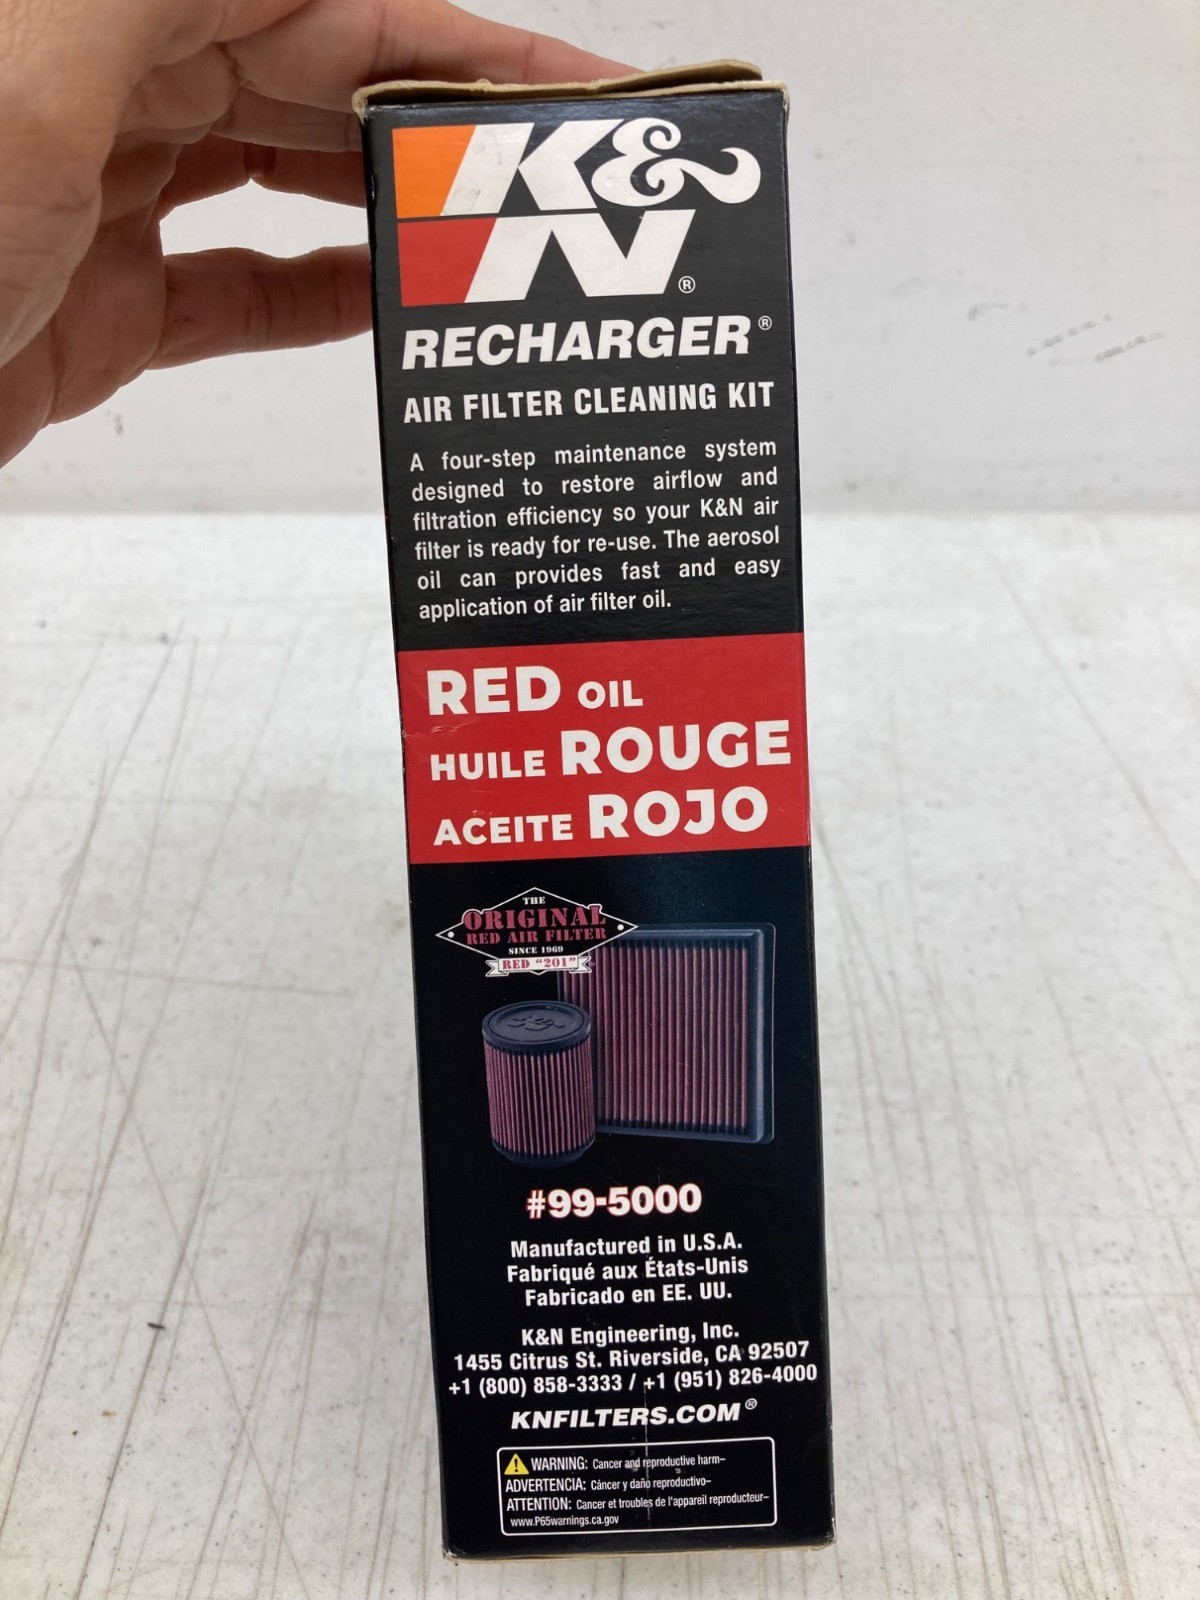 K&N®
RECHARGER®
AIR FILTER CLEANING KIT
A four-step maintenance system
designed to restore airflow and
filtration efficiency so your K&N air
filter is ready for re-use. The aerosol
oil can provides fast and easy
application of air filter oil.
RED OIL
HUILE ROUGE
ACEITE ROJO
THE
ORIGINAL
RED AIR FILTER
SINCE 1969
RED "201"
K&N
#99-5000
Manufactured in U.S.A.
Fabriqué aux États-Unis
Fabricado en EE. UU.
K&N Engineering, Inc.
1455 Citrus St. Riverside, CA 92507
+1 (800) 858-3333 / +1 (951) 826-4000
KNFILTERS.COM®
WARNING: Cancer and reproductive harm–
ADVERTENCIA: Cáncer y daño reproductivo–
ATTENTION: Cancer et troubles de l'appareil reproducteur–
www.P65warnings.ca.gov